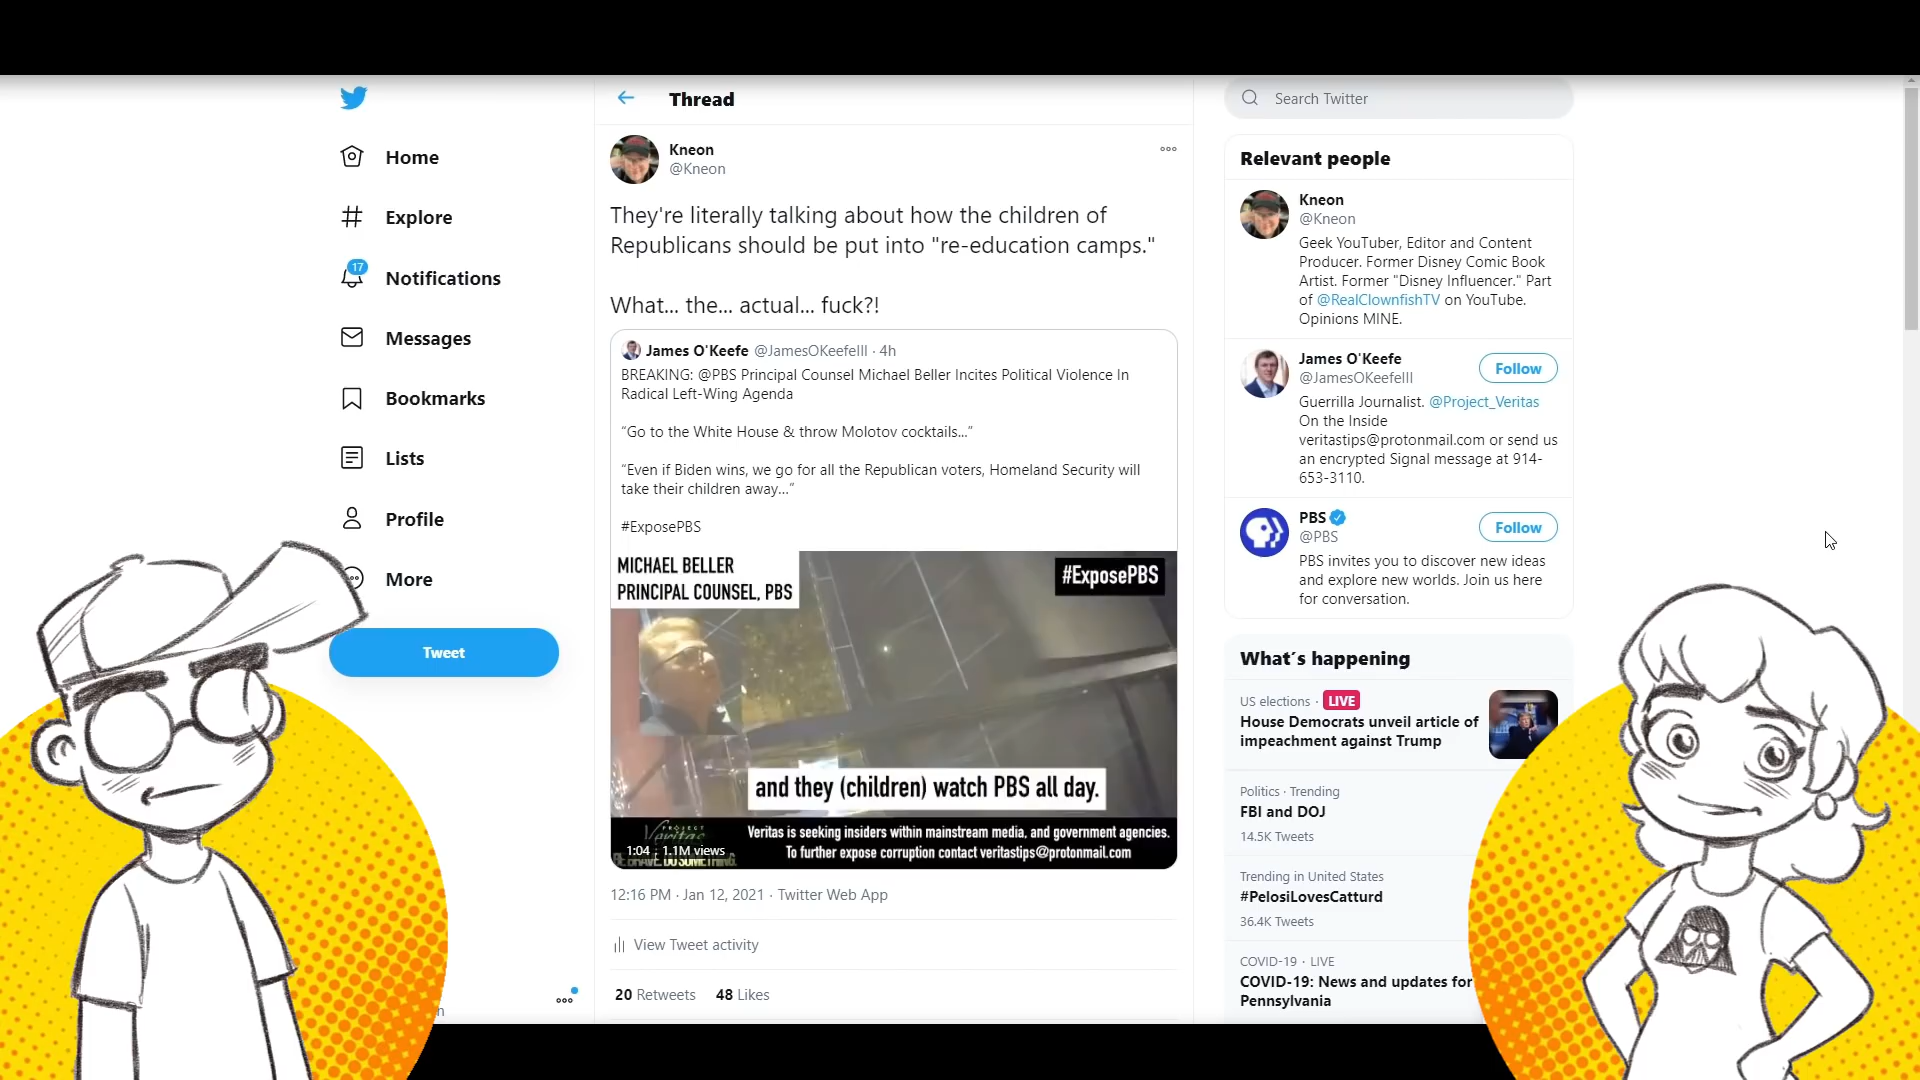 Home
Explore
17
Notifications
Messages
Bookmarks
Lists
Profile
More
Tweet
Thread
Kneon
@Kneon
They're literally talking about how the children of
Republicans should be put into "re-education camps."
What... the... actual... fuck?!
James O'Keefe @JamesOKeefeIII · 4h
BREAKING: @PBS Principal Counsel Michael Beller Incites Political Violence In
Radical Left-Wing Agenda
“Go to the White House & throw Molotov cocktails...”
“Even if Biden wins, we go for all the Republican voters, Homeland Security will
take their children away...”
#ExposePBS
MICHAEL BELLER
PRINCIPAL COUNSEL, PBS
#ExposePBS
and they (children) watch PBS all day.
PROJECT
Veritas
BE BRAVE. DO SOMETHING.
1:04 · 1.1M views
Veritas is seeking insiders within mainstream media, and government agencies.
To further expose corruption contact veritastips@protonmail.com
12:16 PM · Jan 12, 2021 · Twitter Web App
View Tweet activity
20 Retweets 48 Likes
Search Twitter
Relevant people
Kneon
@Kneon
Geek YouTuber, Editor and Content
Producer. Former Disney Comic Book
Artist. Former "Disney Influencer." Part
of @RealClownfishTV on YouTube.
Opinions MINE.
James O'Keefe
@JamesOKeefeIII
Follow
Guerrilla Journalist. @Project_Veritas
On the Inside
veritastips@protonmail.com or send us
an encrypted Signal message at 914-
653-3110.
PBS
@PBS
Follow
PBS invites you to discover new ideas
and explore new worlds. Join us here
for conversation.
What's happening
US elections · LIVE
House Democrats unveil article of
impeachment against Trump
Politics · Trending
FBI and DOJ
14.5K Tweets
Trending in United States
#PelosiLovesCatturd
36.4K Tweets
COVID-19 · LIVE
COVID-19: News and updates for
Pennsylvania